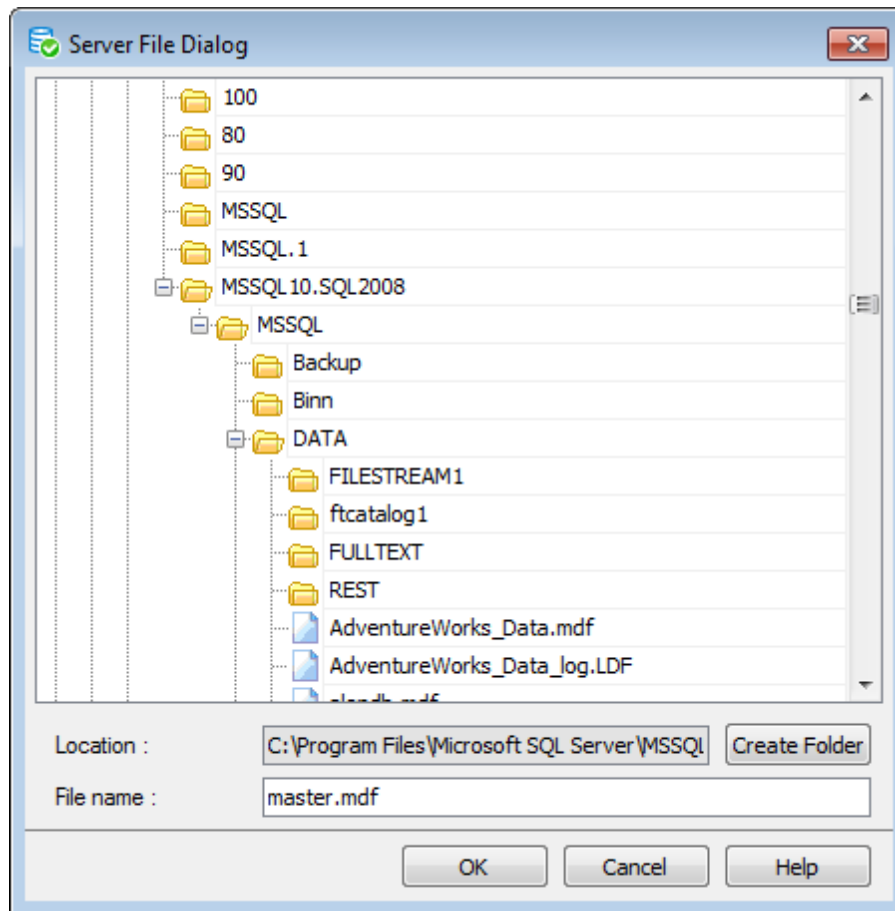 Server File Dialog
100
80
90
MSSQL
MSSQL.1
MSSQL10.SQL2008
MSSQL
Backup
Binn
DATA
FILESTREAM1
ftcatalog1
FULLTEXT
REST
AdventureWorks_Data.mdf
AdventureWorks_Data_log.LDF
Location : C:\Program Files\Microsoft SQL Server\MSSQL Create Folder
File name : master.mdf
OK Cancel Help